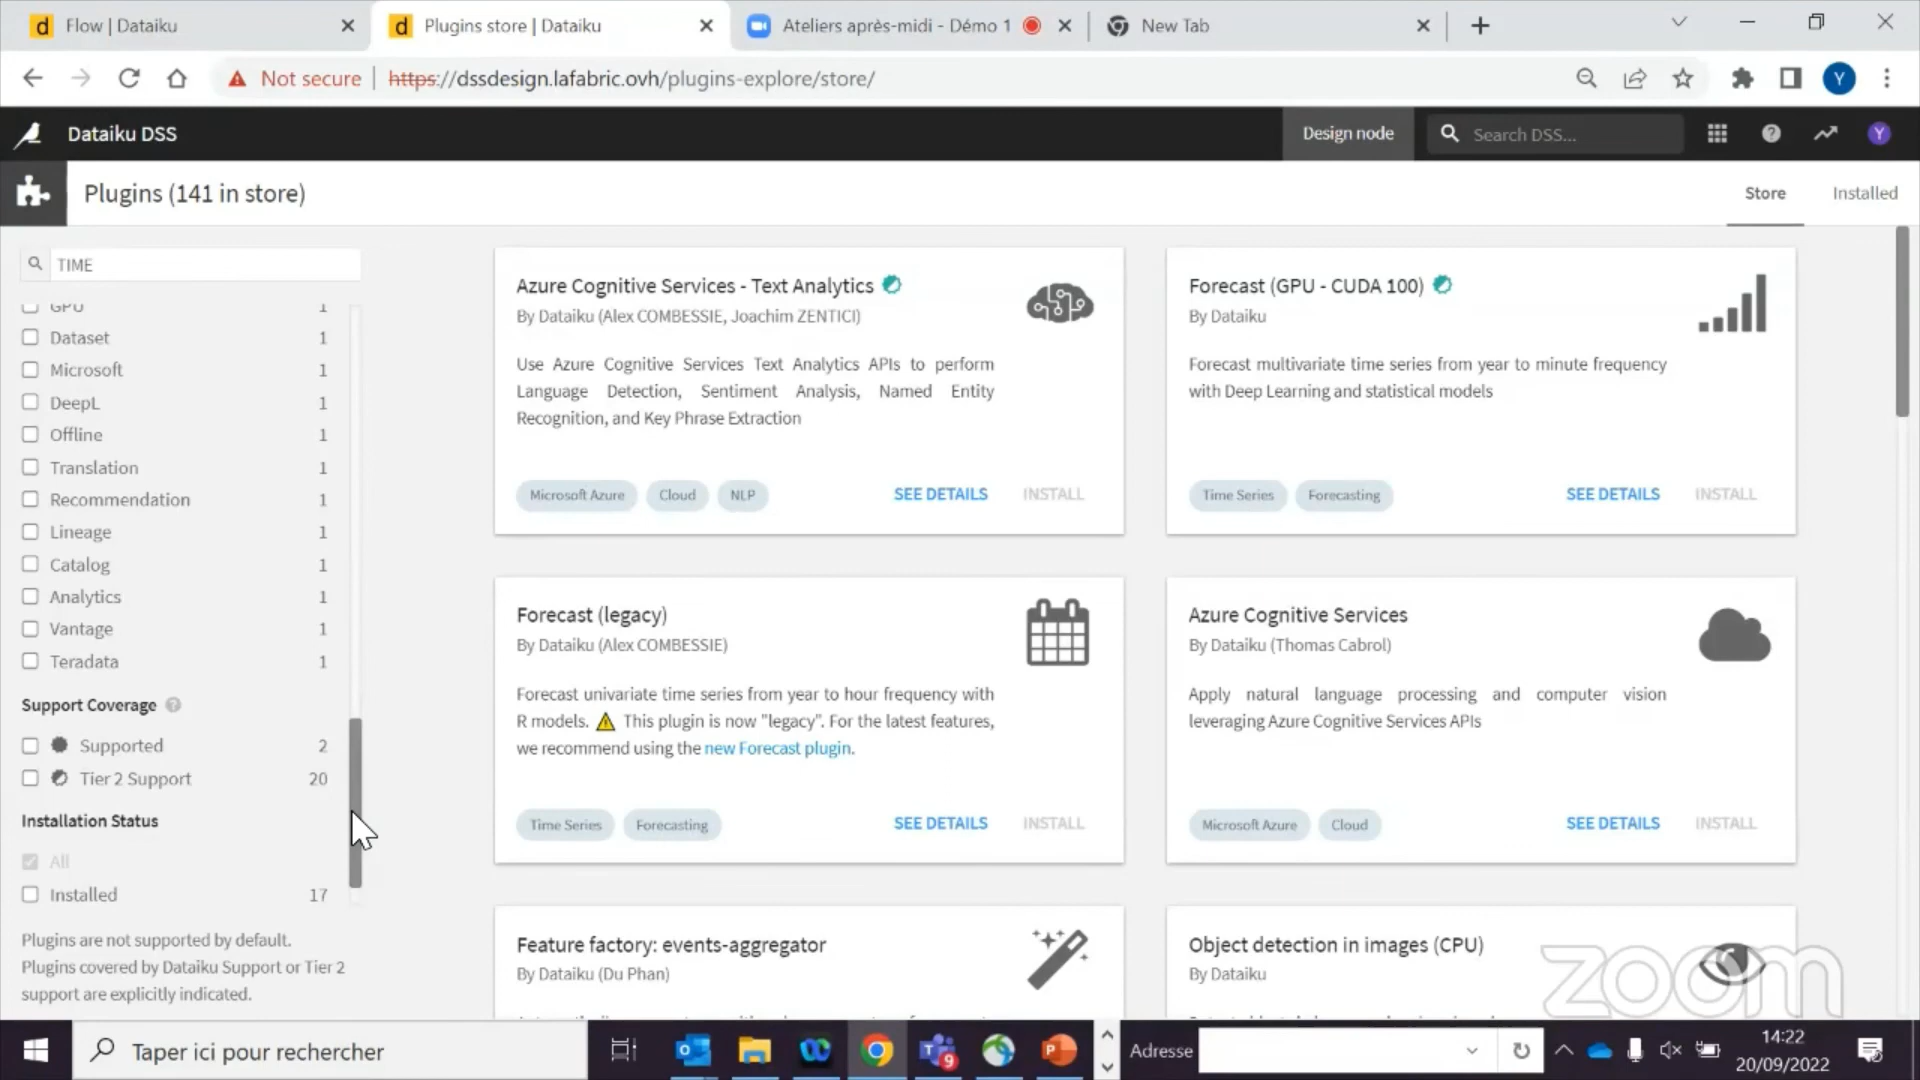 Flow | Dataiku
Plugins store | Dataiku
Ateliers après-midi - Démo 1
New Tab
Not secure
https://dssdesign.lafabric.ovh/plugins-explore/store/
Y
Dataiku DSS
Design node
Search DSS...
Y
Plugins (141 in store)
Store
Installed
TIME
GPU 1
Dataset 1
Microsoft 1
DeepL 1
Offline 1
Translation 1
Recommendation 1
Lineage 1
Catalog 1
Analytics 1
Vantage 1
Teradata 1
Support Coverage
Supported 2
Tier 2 Support 20
Installation Status
All
Installed 17
Plugins are not supported by default.
Plugins covered by Dataiku Support or Tier 2
support are explicitly indicated.
Azure Cognitive Services - Text Analytics
By Dataiku (Alex COMBESSIE, Joachim ZENTICI)
Use Azure Cognitive Services Text Analytics APIs to perform
Language Detection, Sentiment Analysis, Named Entity
Recognition, and Key Phrase Extraction
Microsoft Azure Cloud NLP SEE DETAILS INSTALL
Forecast (GPU - CUDA 100)
By Dataiku
Forecast multivariate time series from year to minute frequency
with Deep Learning and statistical models
Time Series Forecasting SEE DETAILS INSTALL
Forecast (legacy)
By Dataiku (Alex COMBESSIE)
Forecast univariate time series from year to hour frequency with
R models. ⚠ This plugin is now "legacy". For the latest features,
we recommend using the new Forecast plugin.
Time Series Forecasting SEE DETAILS INSTALL
Azure Cognitive Services
By Dataiku (Thomas Cabrol)
Apply natural language processing and computer vision
leveraging Azure Cognitive Services APIs
Microsoft Azure Cloud SEE DETAILS INSTALL
Feature factory: events-aggregator
By Dataiku (Du Phan)
Object detection in images (CPU)
By Dataiku
zoom
Taper ici pour rechercher
9
Adresse
14:22
20/09/2022